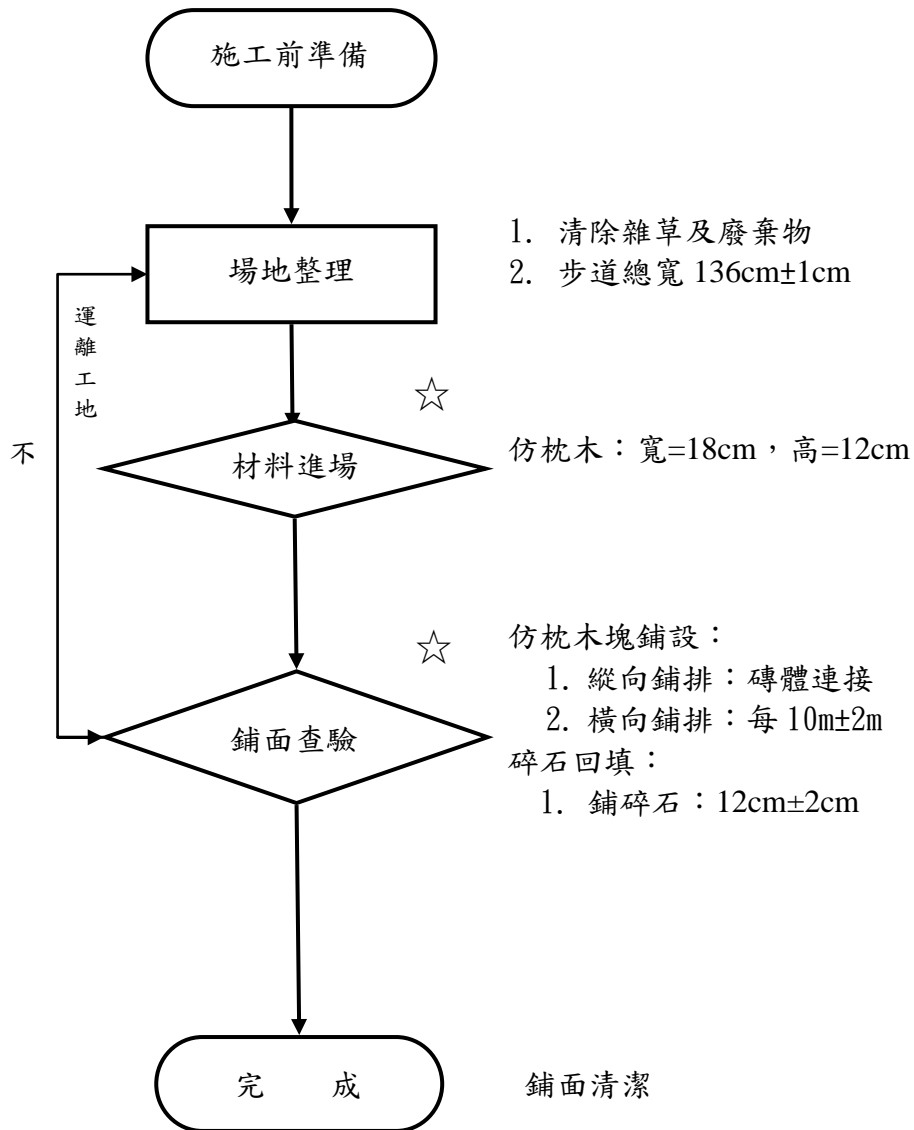 施工前準備
場地整理
1. 清除雜草及廢棄物
2. 步道總寬 136cm±1cm
運離工地
不
☆
材料進場
仿枕木：寬=18cm，高=12cm
☆
鋪面查驗
仿枕木塊鋪設：
1. 縱向鋪排：磚體連接
2. 橫向鋪排：每 10m±2m
碎石回填：
1. 鋪碎石：12cm±2cm
完 成
鋪面清潔